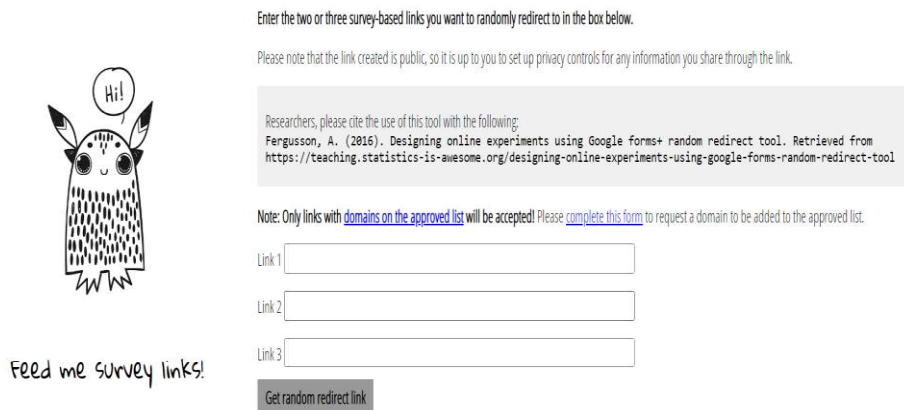 Enter the two or three survey-based links you want to randomly redirect to in the box below.
Please note that the link created is public, so it is up to you to set up privacy controls for any information you share through the link.
Hi!
Researchers, please cite the use of this tool with the following:
Fergusson, A. (2016). Designing online experiments using Google forms+ random redirect tool. Retrieved from
https://teaching.statistics-is-awesome.org/designing-online-experiments-using-google-forms-random-redirect-tool
Note: Only links with domains on the approved list will be accepted! Please complete this form to request a domain to be added to the approved list.
Link 1
Link 2
Link 3
Feed me survey links!
Get random redirect link